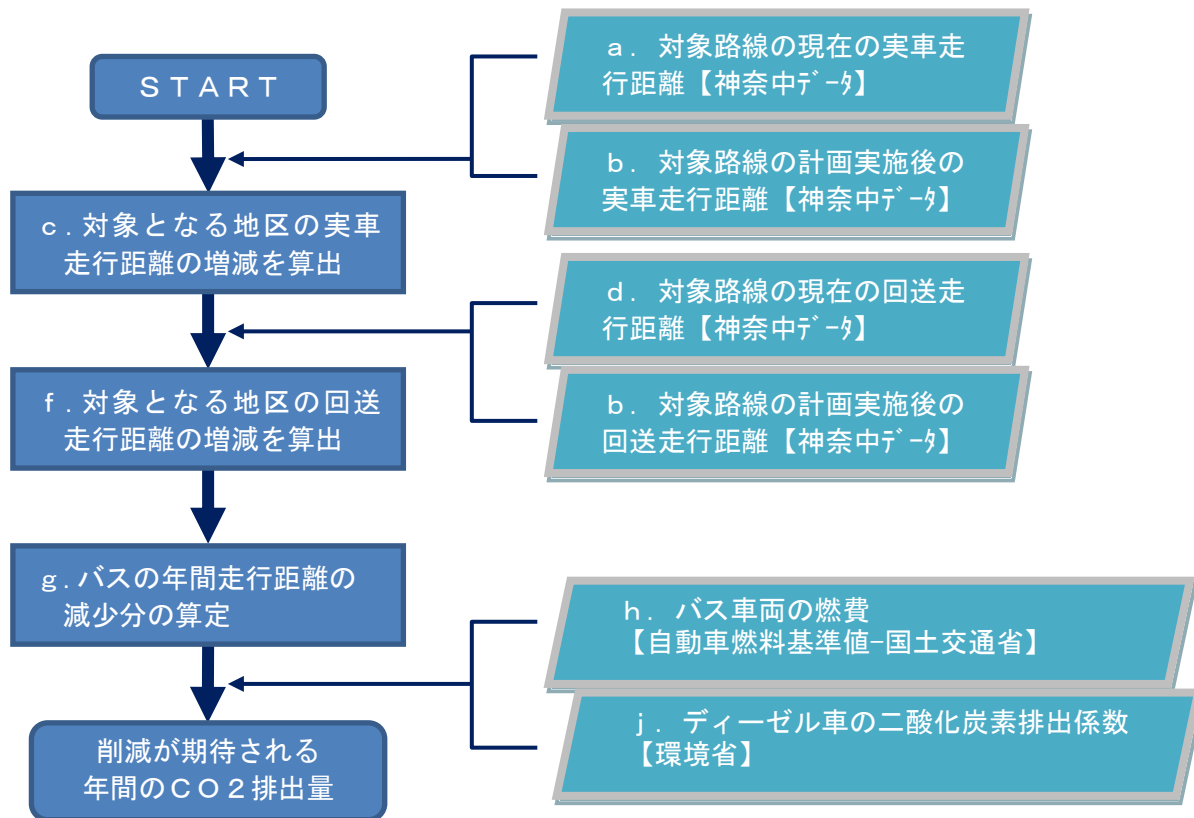 ＳＴＡＲＴ
ａ．対象路線の現在の実車走
行距離【神奈中ﾃﾞｰﾀ】
ｂ．対象路線の計画実施後の
実車走行距離【神奈中ﾃﾞｰﾀ】
ｃ．対象となる地区の実車
走行距離の増減を算出
ｄ．対象路線の現在の回送走
行距離【神奈中ﾃﾞｰﾀ】
ｂ．対象路線の計画実施後の
回送走行距離【神奈中ﾃﾞｰﾀ】
ｆ．対象となる地区の回送
走行距離の増減を算出
ｇ．バスの年間走行距離の
減少分の算定
ｈ．バス車両の燃費
【自動車燃料基準値−国土交通省】
ｊ．ディーゼル車の二酸化炭素排出係数
【環境省】
削減が期待される
年間のＣＯ２排出量